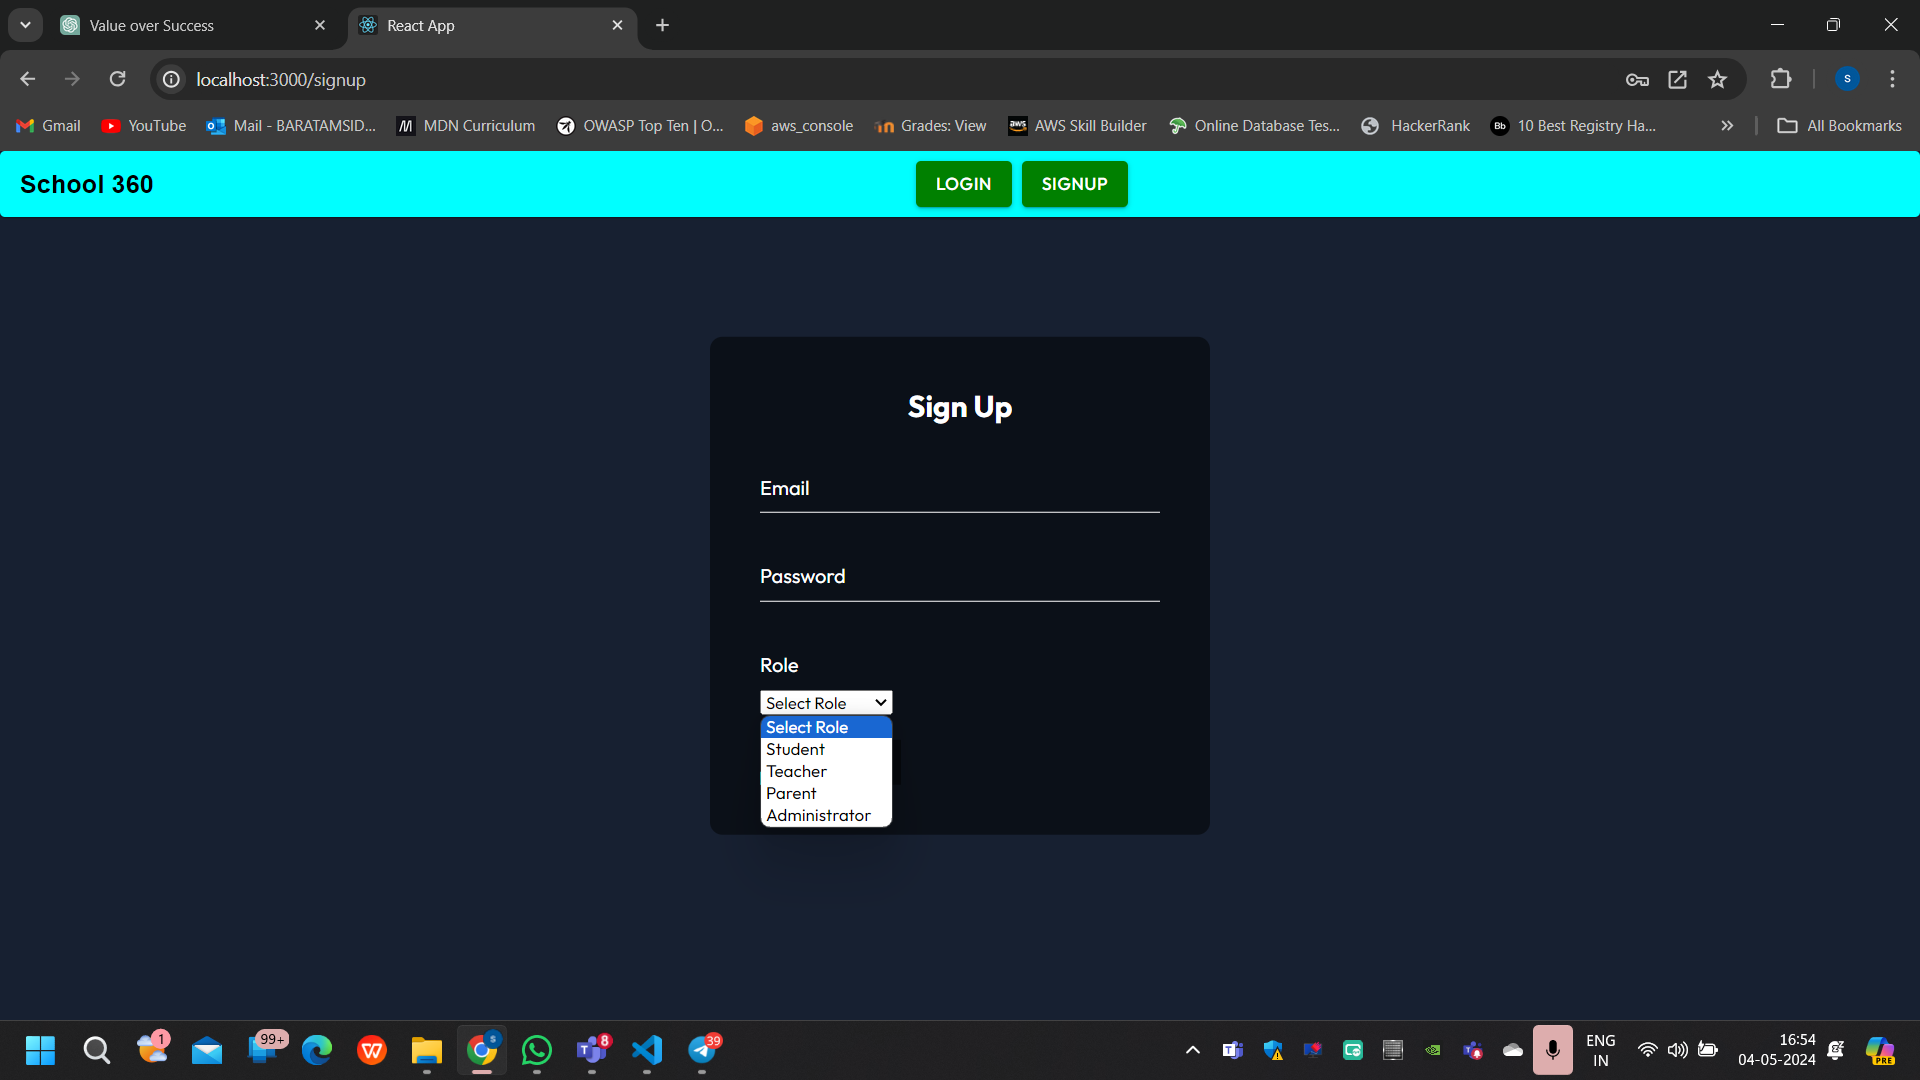 Value over Success
React App
localhost:3000/signup
S
Gmail
YouTube
Mail - BARATAMSID...
MDN Curriculum
OWASP Top Ten | O...
aws_console
Grades: View
AWS Skill Builder
Online Database Tes...
HackerRank
Bb
10 Best Registry Ha...
All Bookmarks
School 360
LOGIN
SIGNUP
Sign Up
Email
Password
Role
Select Role
Select Role
Student
Teacher
Parent
Administrator
1
99+
8
39
ENG
IN
16:54
04-05-2024
PRE